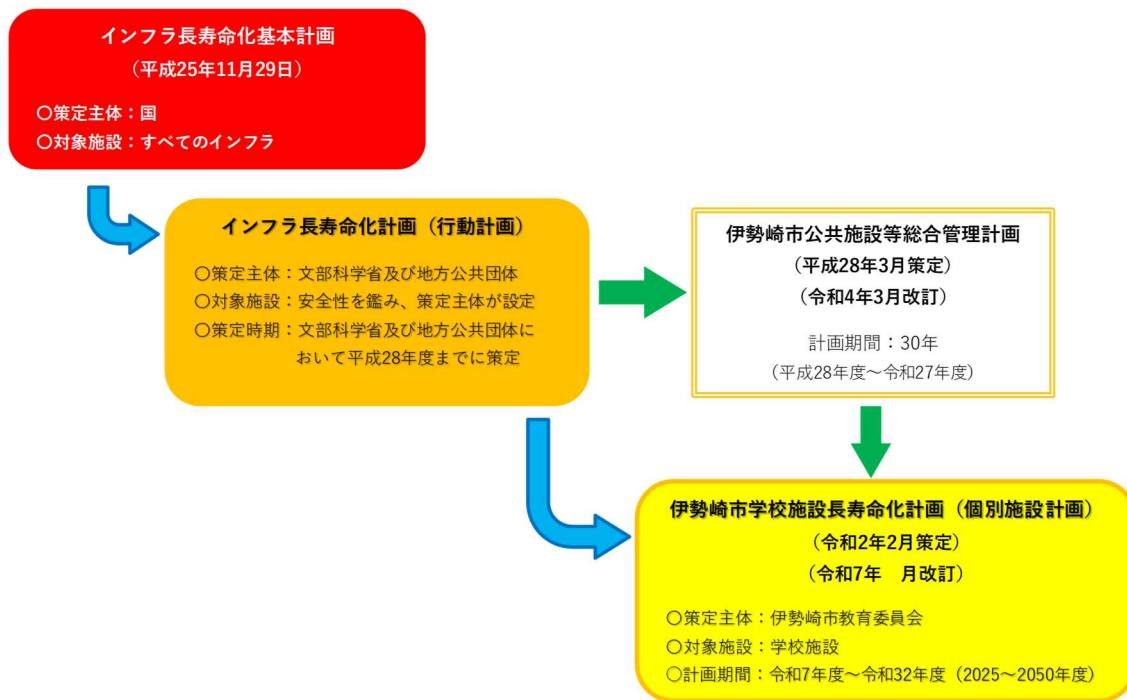 インフラ長寿命化基本計画
（平成25年11月29日）
〇策定主体：国
〇対象施設：すべてのインフラ
インフラ長寿命化計画（行動計画）
〇策定主体：文部科学省及び地方公共団体
〇対象施設：安全性を鑑み、策定主体が設定
〇策定時期：文部科学省及び地方公共団体に
おいて平成28年度までに策定
伊勢崎市公共施設等総合管理計画
（平成28年3月策定）
（令和4年3月改訂）
計画期間：30年
（平成28年度～令和27年度）
伊勢崎市学校施設長寿命化計画（個別施設計画）
（令和2年2月策定）
（令和7年　月改訂）
〇策定主体：伊勢崎市教育委員会
〇対象施設：学校施設
〇計画期間：令和7年度～令和32年度（2025～2050年度）